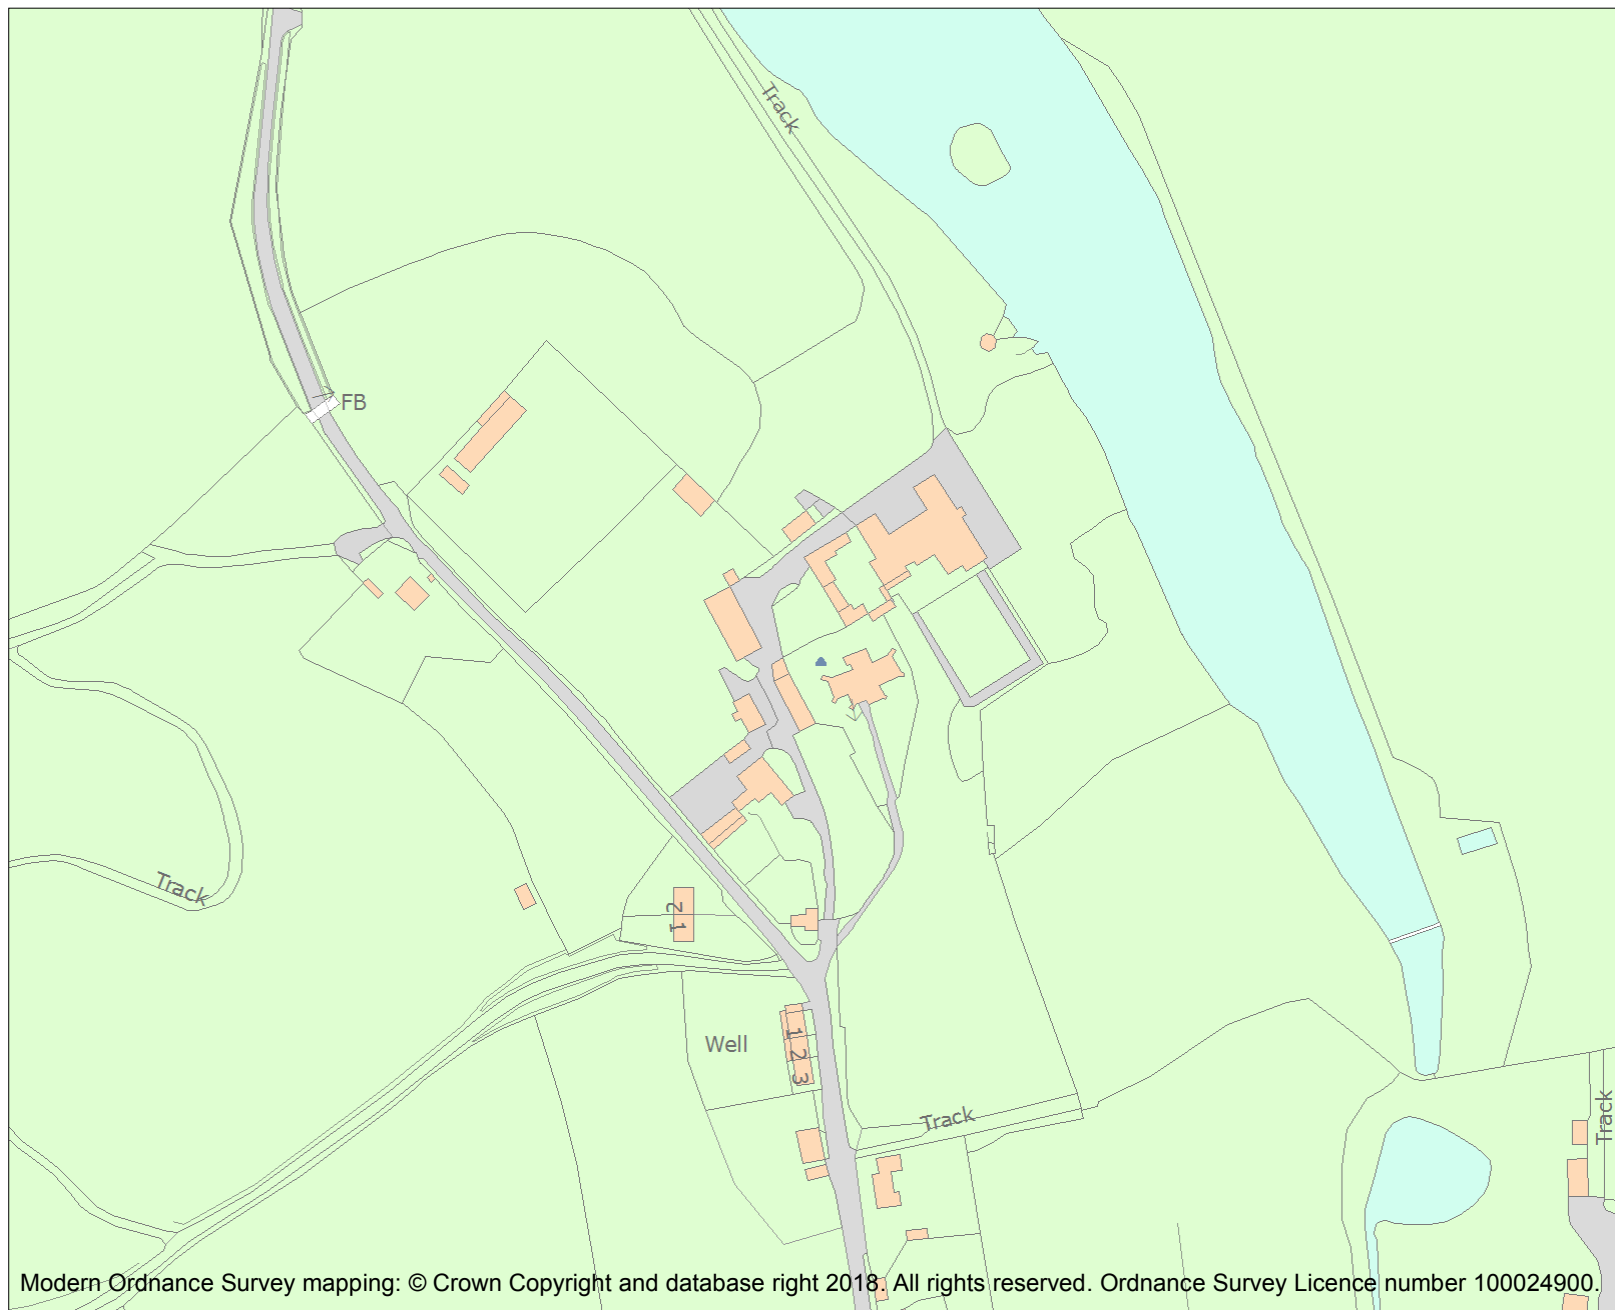 Track
FB
Track
2
1
1
2
3
Well
Track
Track
Modern Ordnance Survey mapping: © Crown Copyright and database right 2018. All rights reserved. Ordnance Survey Licence number 100024900.